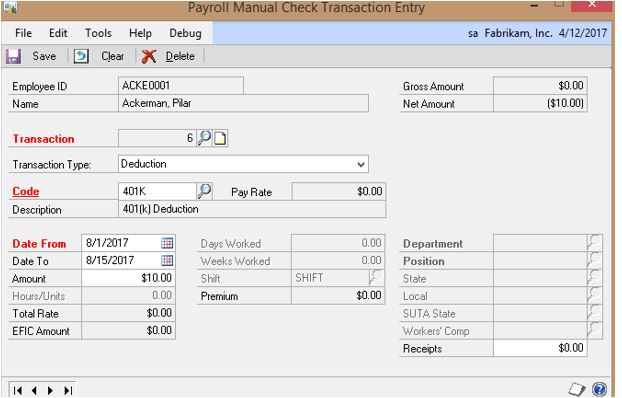 Payroll Manual Check Transaction Entry
File Edit Tools Help Debug sa Fabrikam, Inc. 4/12/2017
Save Clear Delete
Employee ID ACKE0001 Gross Amount $0.00
Name Ackerman, Pilar Net Amount ($10.00)
Transaction 6
Transaction Type: Deduction
Code 401K Pay Rate $0.00
Description 401(k) Deduction
Date From 8/1/2017 Days Worked 0.00 Department
Date To 8/15/2017 Weeks Worked 0.00 Position
Amount $10.00 Shift SHIFT State
Hours/Units 0.00 Premium $0.00 Local
Total Rate $0.00 SUTA State
EFIC Amount $0.00 Workers' Comp
Receipts $0.00